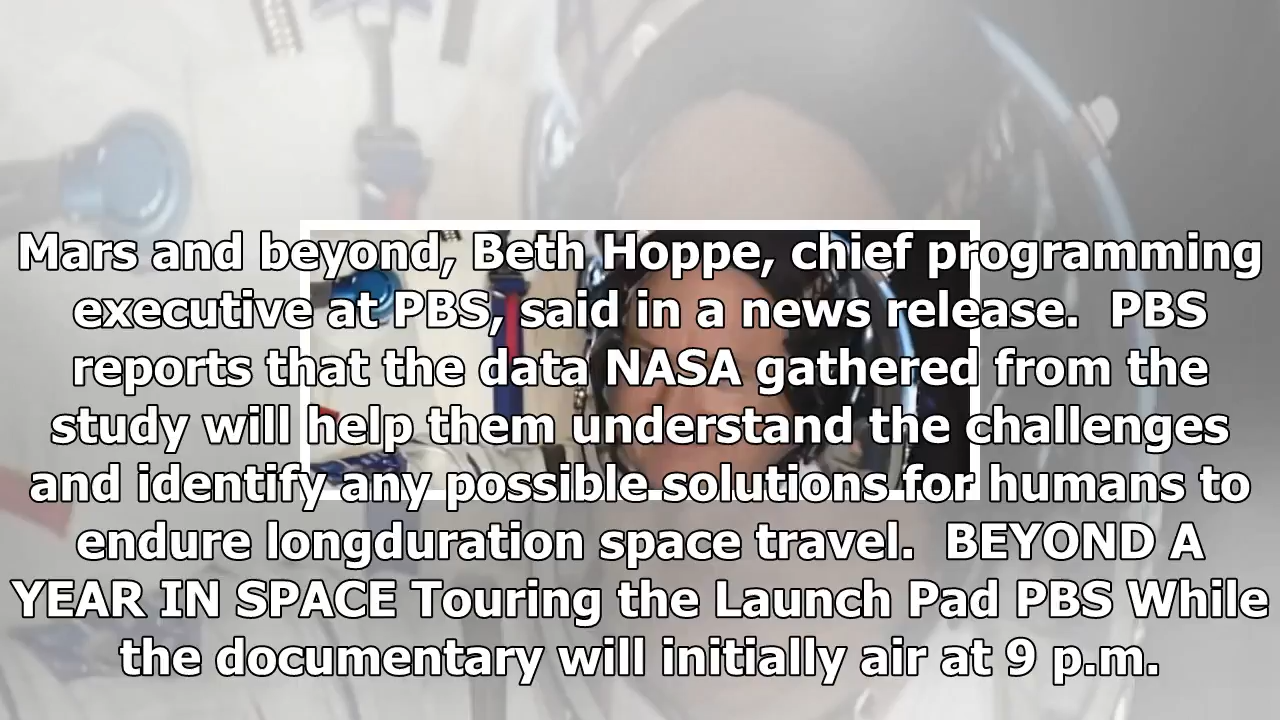 Mars and beyond, Beth Hoppe, chief programming
executive at PBS, said in a news release.  PBS
reports that the data NASA gathered from the
study will help them understand the challenges
and identify any possible solutions for humans to
endure longduration space travel.  BEYOND A
YEAR IN SPACE Touring the Launch Pad PBS While
the documentary will initially air at 9 p.m.